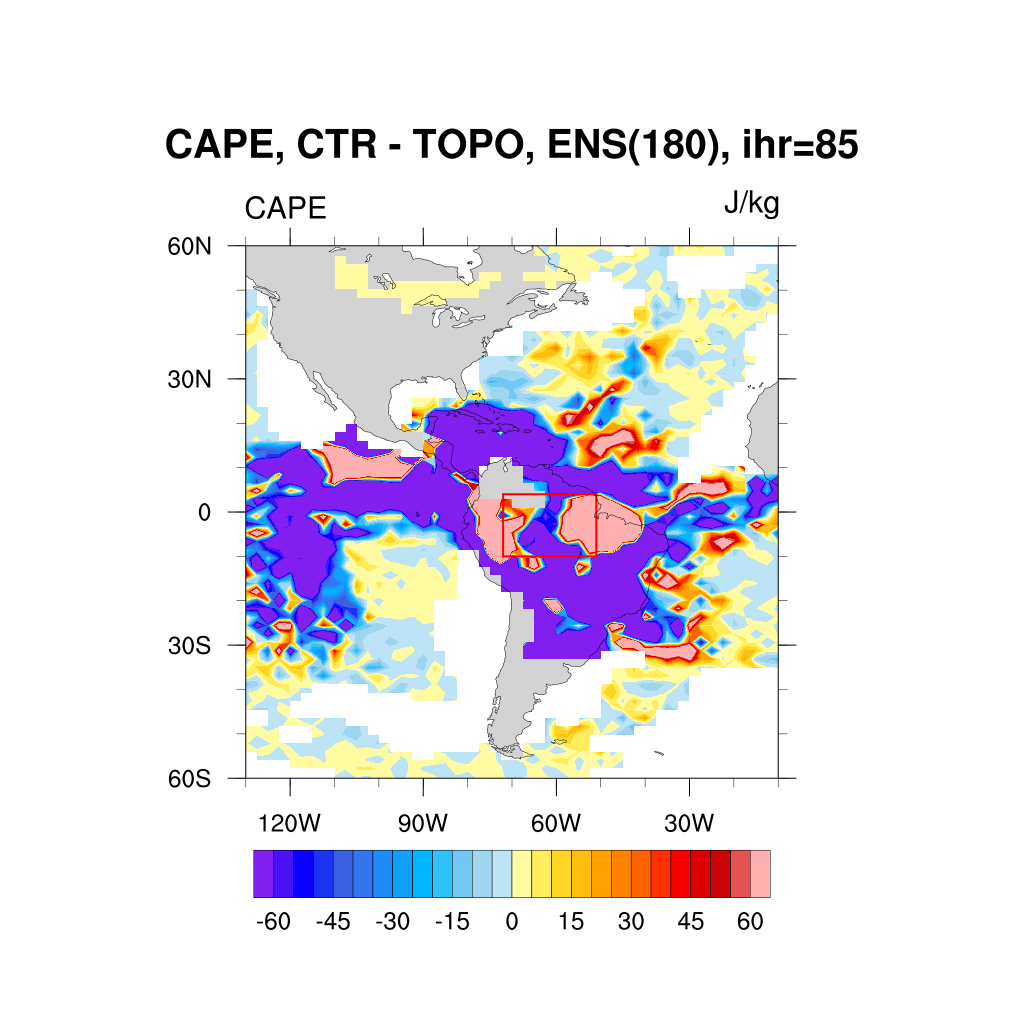 CAPE, CTR - TOPO, ENS(180), ihr=85
CAPE J/kg
60N
30N
0
30S
60S
120W 90W 60W 30W
-60 -45 -30 -15 0 15 30 45 60